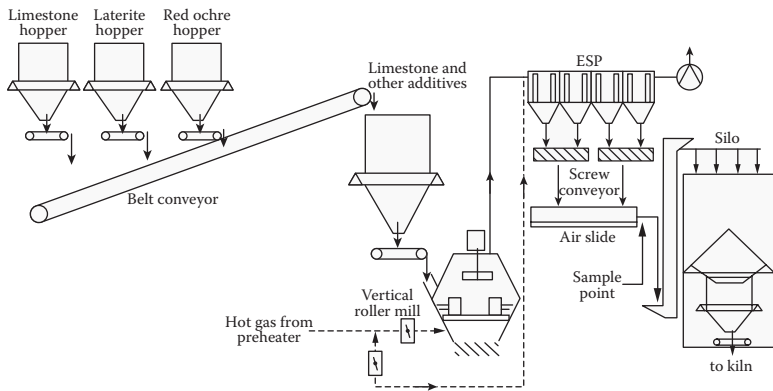 Limestone
hopper
Laterite
hopper
Red ochre
hopper
Belt conveyor
Limestone and
other additives
ESP
Screw
conveyor
Air slide
Sample
point
Silo
Vertical
roller mill
Hot gas from
preheater
to kiln